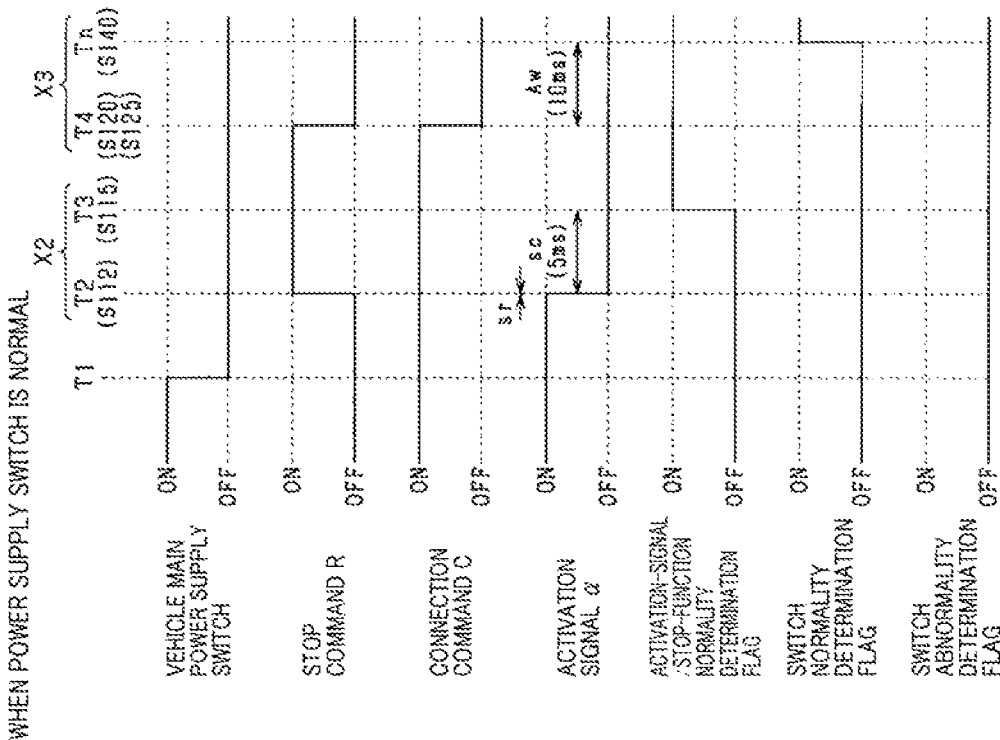 WHEN POWER SUPPLY SWITCH IS NORMAL
X2
X3
T1
T2
T3
T4
Tn
(S112)
(S115)
(S120)
(S125)
(S140)
VEHICLE MAIN
POWER SUPPLY
SWITCH
ON
OFF
STOP
COMMAND R
ON
OFF
CONNECTION
COMMAND C
ON
OFF
ACTIVATION
SIGNAL α
ON
OFF
sr
sc
(5ms)
Aw
(10ms)
ACTIVATION-SIGNAL
/STOP-FUNCTION
NORMALITY
DETERMINATION
FLAG
ON
OFF
SWITCH
NORMALITY
DETERMINATION
FLAG
ON
OFF
SWITCH
ABNORMALITY
DETERMINATION
FLAG
ON
OFF